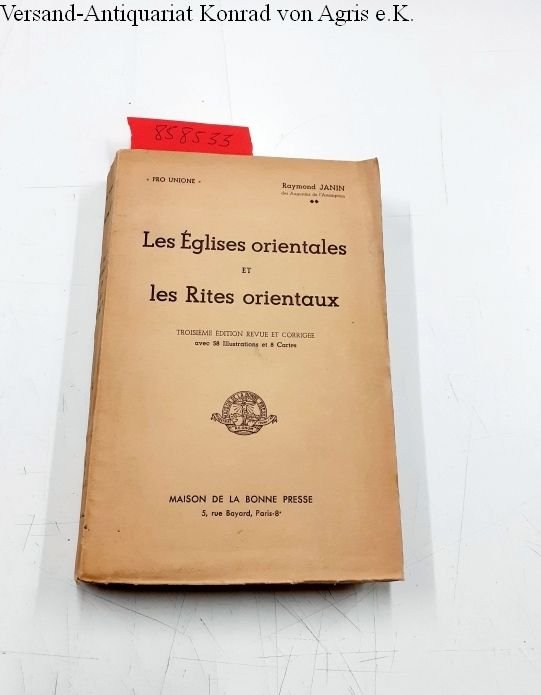 Versand-Antiquariat Konrad von Agris e.K.
858533
« PRO UNIONE »
Raymond JANIN
des Augustins de l'Assomption
Les Églises orientales
ET
les Rites orientaux
TROISIÈME ÉDITION REVUE ET CORRIGÉE
avec 58 Illustrations et 8 Cartes
MAISON DE LA BONNE PRESSE
5, rue Bayard, Paris-8e